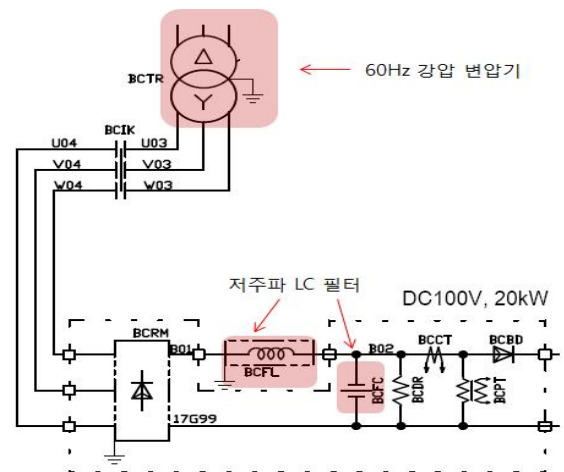 BCTR
60Hz 강압 변압기
BCIK
U04
U03
V04
V03
W04
W03
저주파 LC 필터
DC100V, 20kW
BCRM
B01
BCFL
B02
BCCT
BCBD
BCFC
BCDR
BCPT
17G99